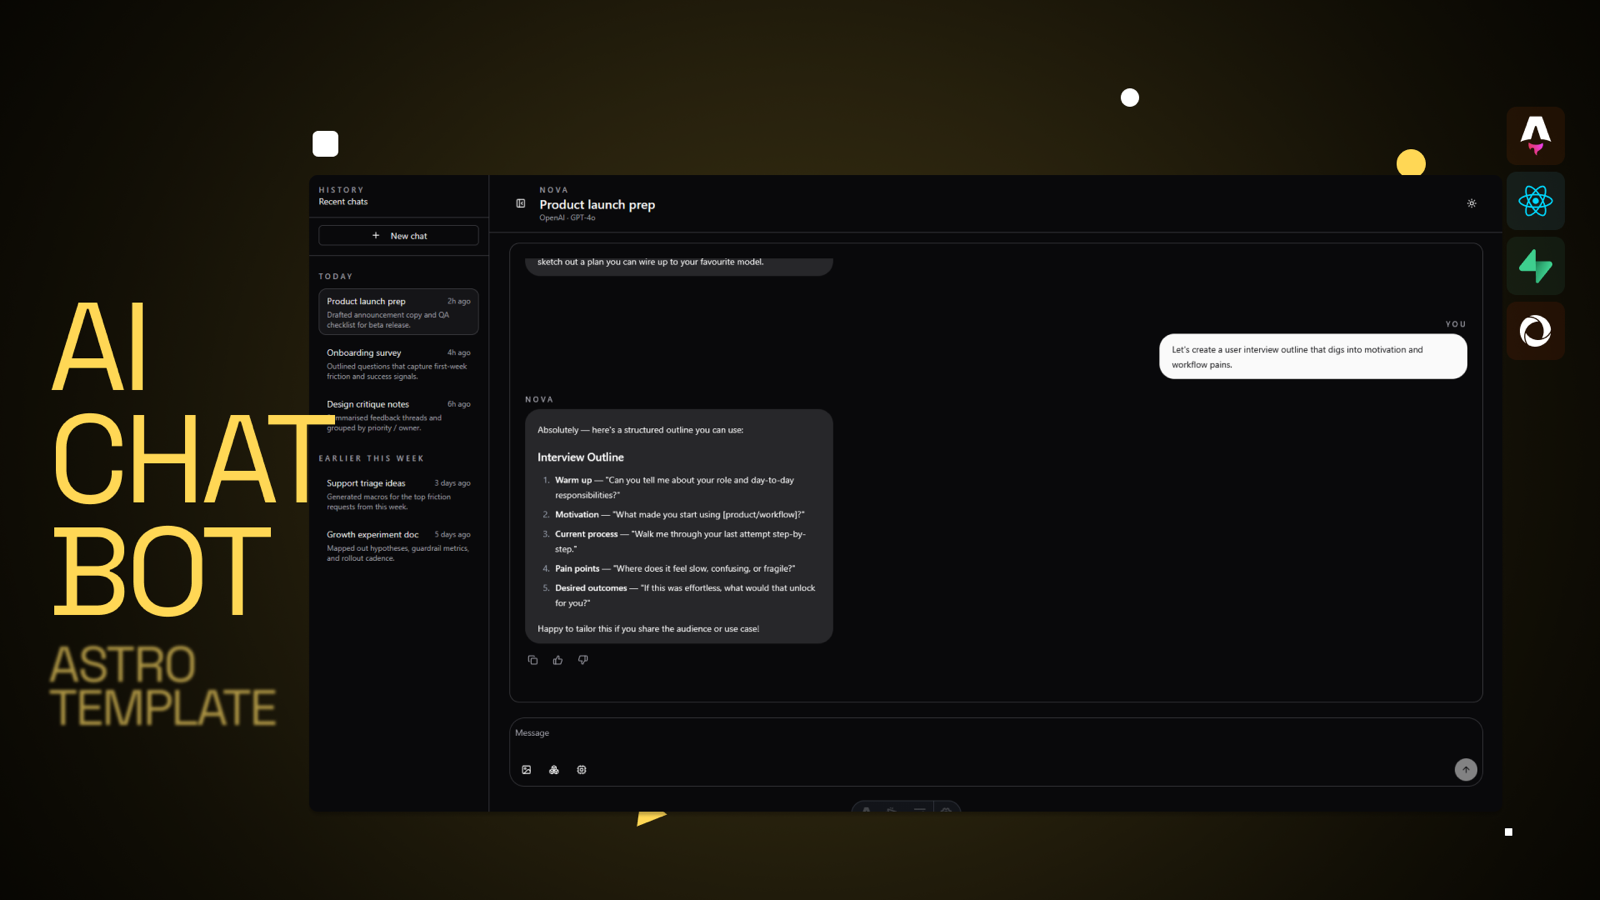 AI
CHAT
BOT
ASTRO
TEMPLATE
HISTORY
Recent chats
New chat
TODAY
Product launch prep 2h ago
Drafted announcement copy and QA
checklist for beta release.
Onboarding survey 4h ago
Outlined questions that capture first-week
friction and success signals.
Design critique notes 6h ago
feedback threads and
grouped by priority / owner.
EARLIER THIS WEEK
Support triage ideas 3 days ago
Generated macros for the top friction
requests from this week.
Growth experiment doc 5 days ago
Mapped out hypotheses, guardrail metrics,
and rollout cadence.
NOVA
Product launch prep
OpenAI · GPT-4o
sketch out a plan you can wire up to your favourite model.
YOU
Let's create a user interview outline that digs into motivation and
workflow pains.
NOVA
Absolutely — here's a structured outline you can use:
Interview Outline
1. Warm up — "Can you tell me about your role and day-to-day
responsibilities?"
2. Motivation — "What made you start using [product/workflow]?"
3. Current process — "Walk me through your last attempt step-by-
step."
4. Pain points — "Where does it feel slow, confusing, or fragile?"
5. Desired outcomes — "If this was effortless, what would that unlock
for you?"
Happy to tailor this if you share the audience or use case!
Message